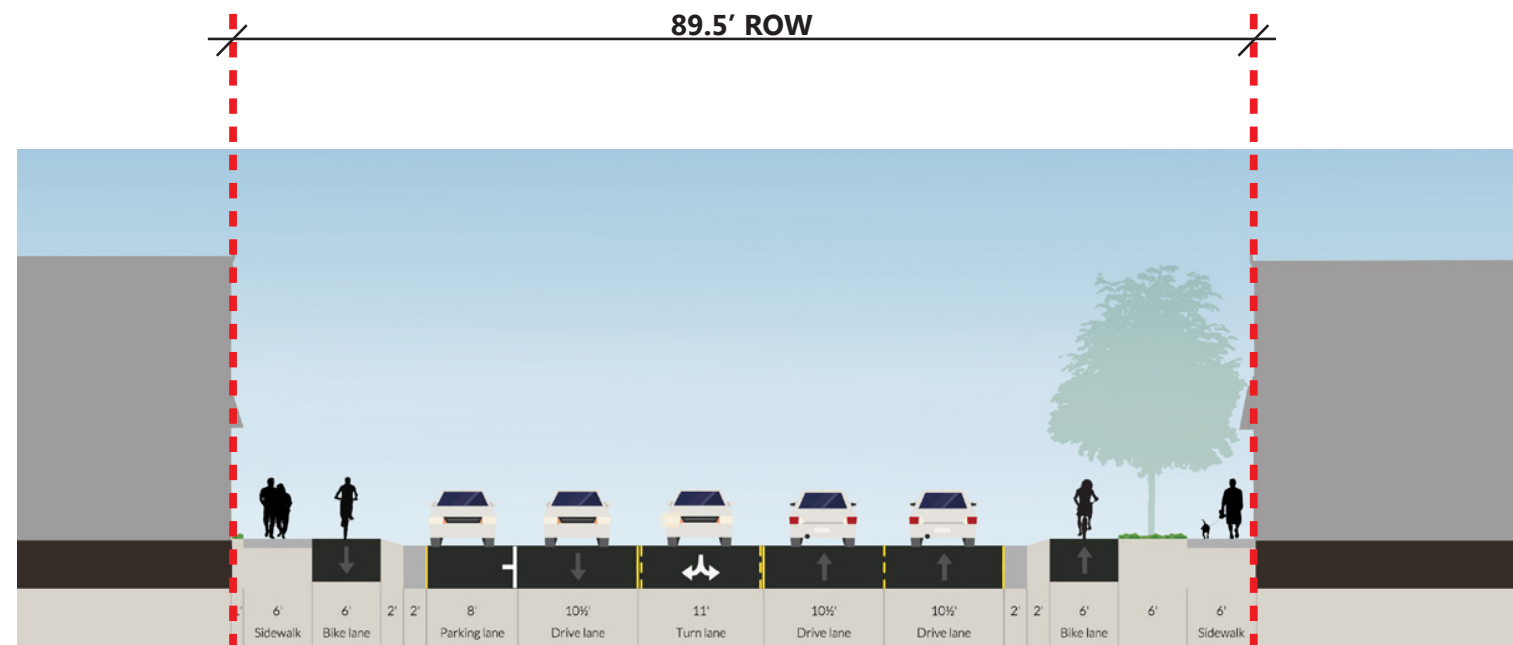 89.5’ ROW
6' 6' 2' 2' 8' 10½' 11' 10½' 10½' 2' 2' 6' 6' 6'
Sidewalk Bike lane Parking lane Drive lane Turn lane Drive lane Drive lane Bike lane Sidewalk